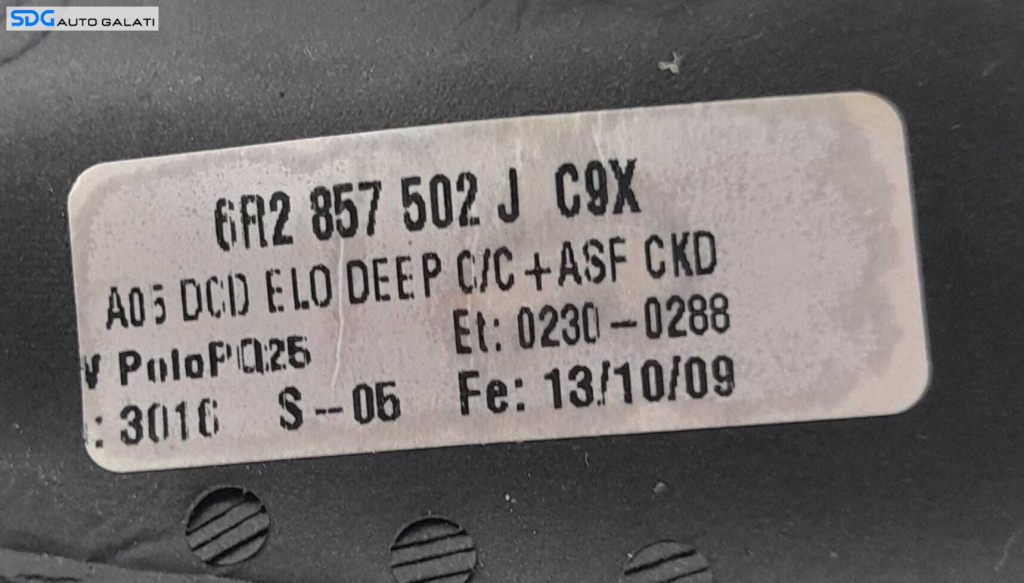 SDG AUTO GALATI
6R2 857 502 J C9X
A05 DCD ELO DEEP C/C+ASF CKD
V PoloPQ25 Et: 0230-0288
: 3016 S--05 Fe: 13/10/09